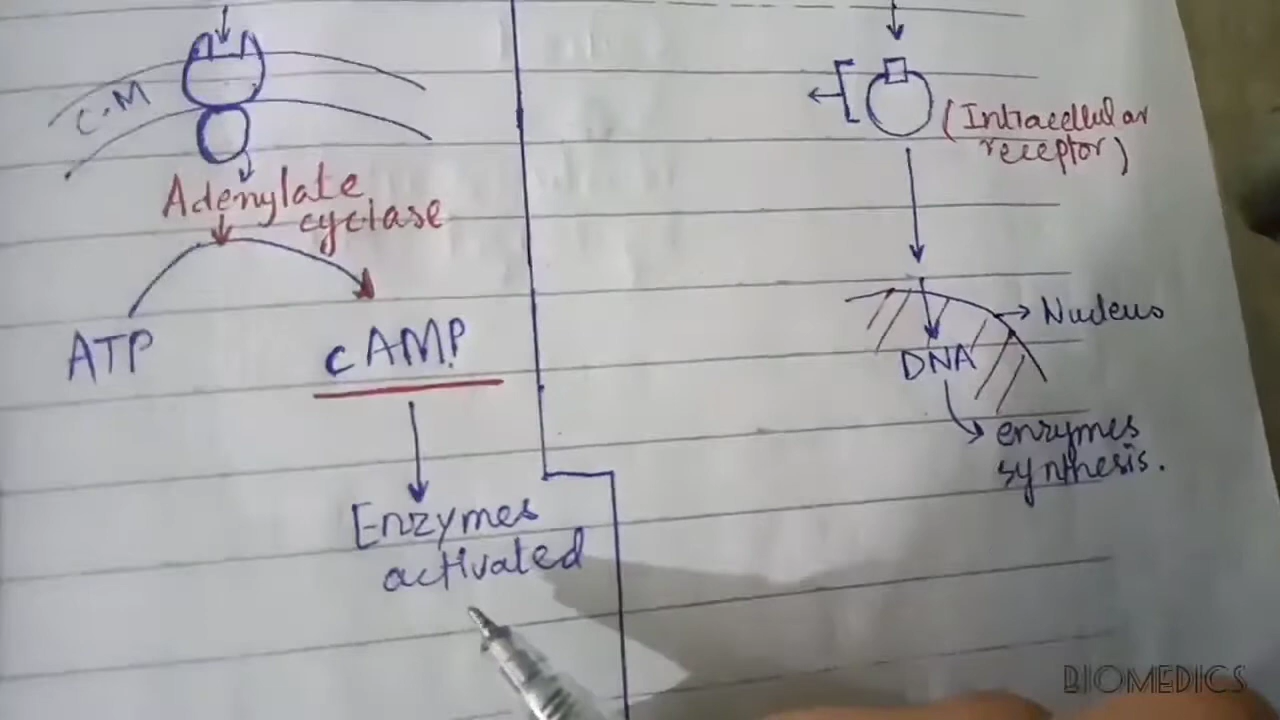 C.M
Adenylate
cyclase
ATP
cAMP
Enzymes
activated
(Intracellular
receptor)
Nucleus
DNA
enzymes
synthesis.
BIOMEDICS